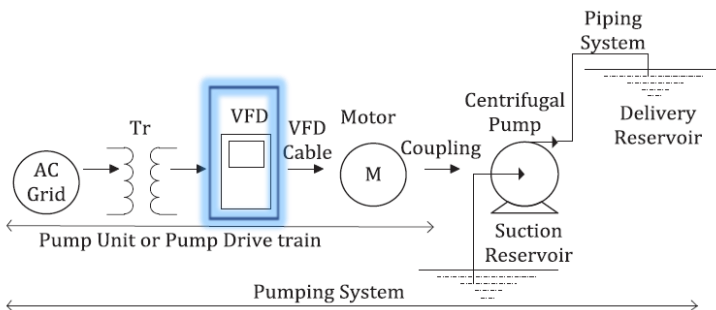 Piping
System
Tr
VFD
VFD
Cable
Motor
Coupling
Centrifugal
Pump
Delivery
Reservoir
AC
Grid
M
Suction
Reservoir
Pump Unit or Pump Drive train
Pumping System